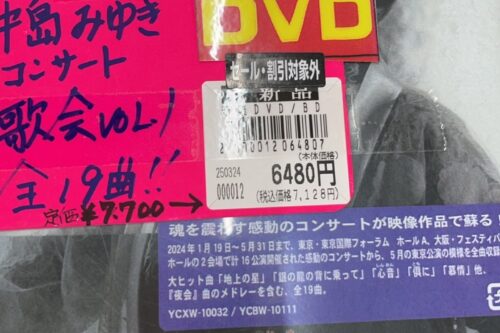 中島みゆき
コンサート
歌会VOL.1
全19曲!!
定価¥7.700→
DVD
セール・割引対象外
新品
DVD/BD
(本体価格)
250324
6480円
000012
(税込価格7,128円)
魂を震わす感動のコンサートが映像作品で蘇る
2024年1月19日~5月31日まで、東京・東京国際フォーラム ホールA、大阪・フェスティバル
ホールの2会場で計16公演開催された感動のコンサートから、5月の東京公演の模様を全曲収録
大ヒット曲「地上の星」「銀の龍の背に乗って」「心音」「倶に」「慕情」他、
『夜会』曲のメドレーを含む、全19曲。
YCXW-10032 / YCBW-10111